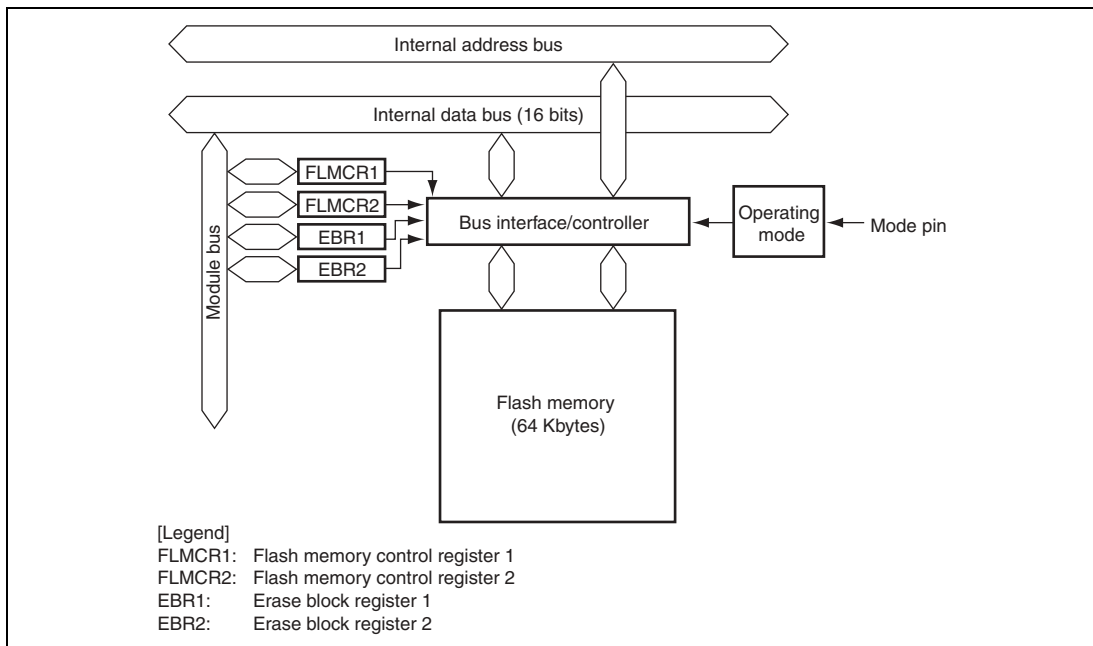 Internal address bus
Internal data bus (16 bits)
Module bus
FLMCR1
FLMCR2
EBR1
EBR2
Bus interface/controller
Operating
mode
Mode pin
Flash memory
(64 Kbytes)
[Legend]
FLMCR1: Flash memory control register 1
FLMCR2: Flash memory control register 2
EBR1: Erase block register 1
EBR2: Erase block register 2